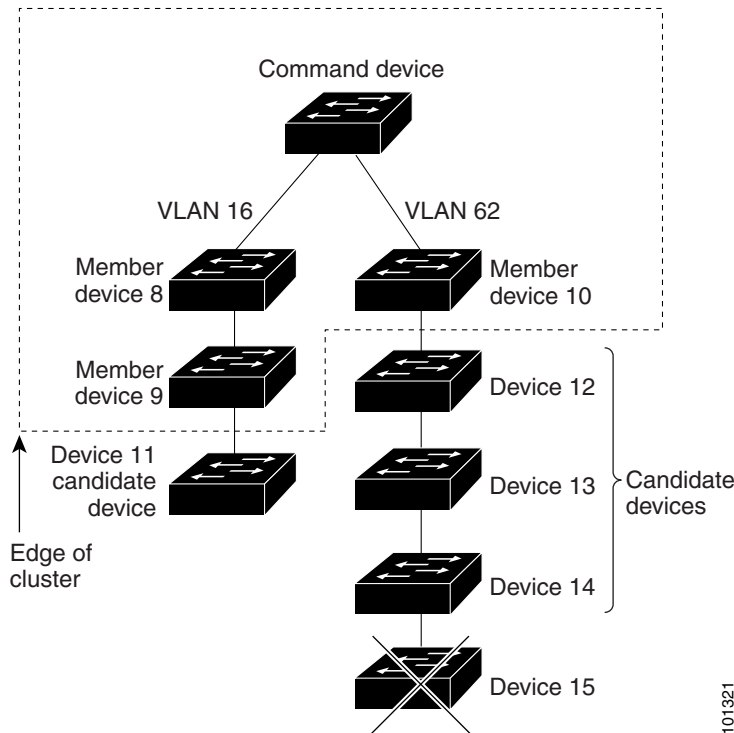 Command device
VLAN 16
VLAN 62
Member
device 8
Member
device 10
Member
device 9
Device 12
Device 11
candidate
device
Device 13
Candidate
devices
Edge of
cluster
Device 14
Device 15
101321